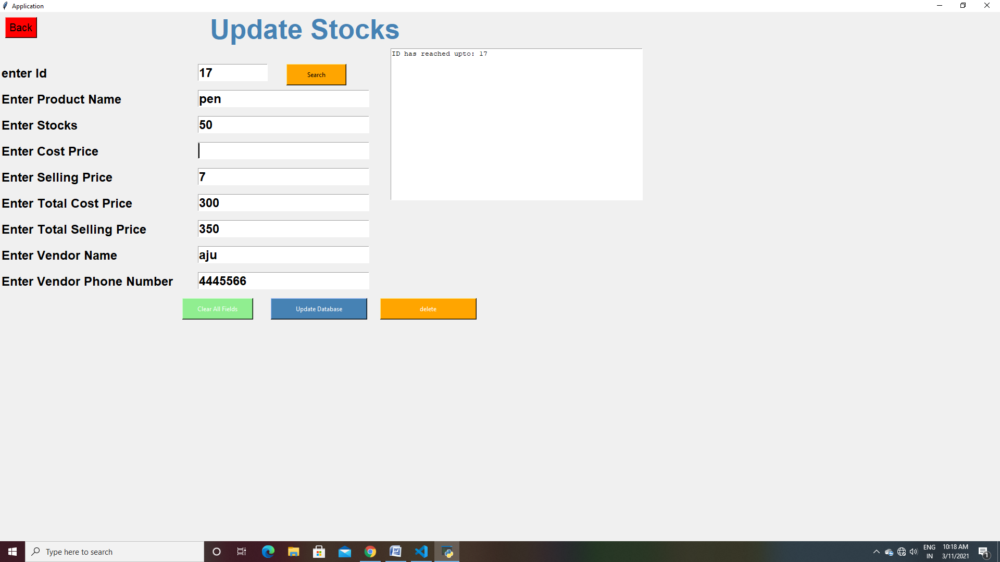 Application
Back
Update Stocks
ID has reached upto: 17
enter Id 17 Search
Enter Product Name pen
Enter Stocks 50
Enter Cost Price
Enter Selling Price 7
Enter Total Cost Price 300
Enter Total Selling Price 350
Enter Vendor Name aju
Enter Vendor Phone Number 4445566
Clear All Fields Update Database delete
Type here to search
ENG
IN
10:18 AM
3/11/2021
1